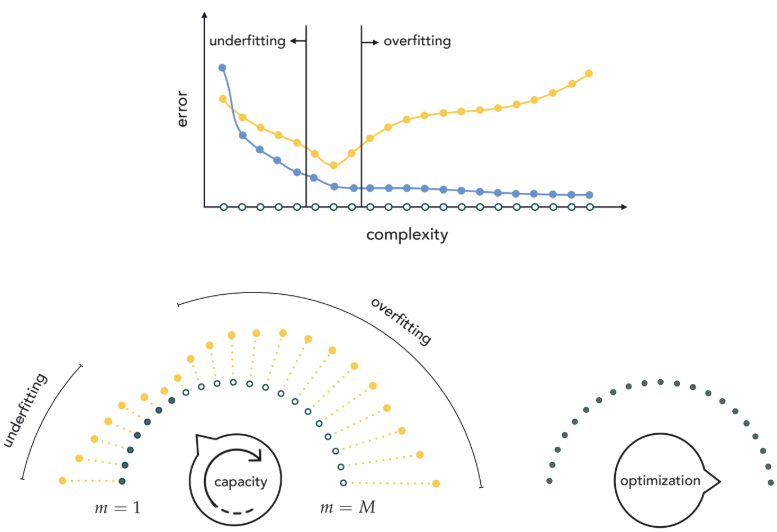 underfitting
overfitting
error
complexity
overfitting
underfitting
capacity
optimization
m = 1
m = M